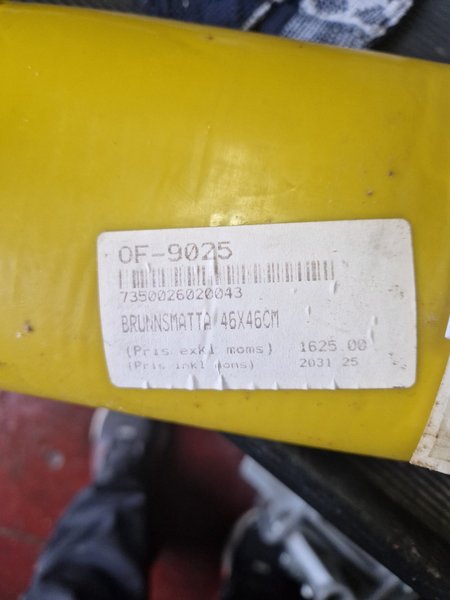 OF-9025
7350026020043
BRUNNSMATTA 46X46CM
(Pris exkl moms) 1625.00
(Pris inkl moms) 2031 25